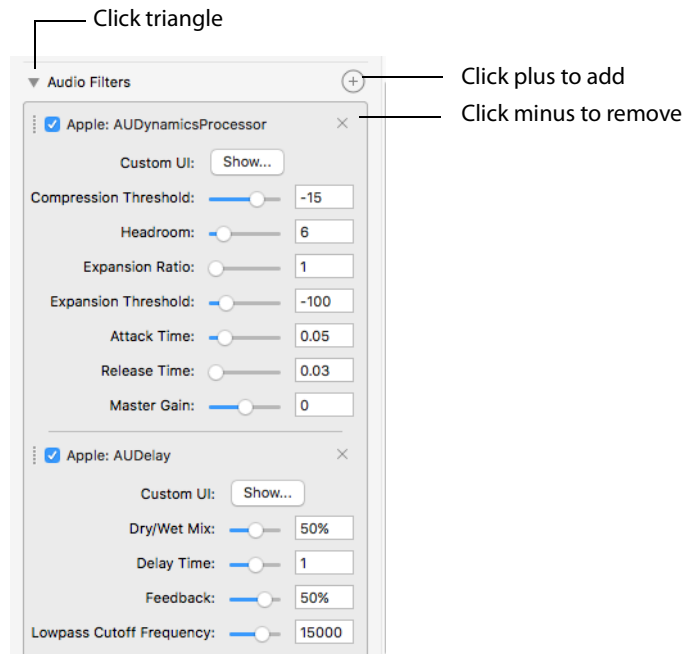 Click triangle
Audio Filters
Click plus to add
Click minus to remove
Apple: AUDynamicsProcessor
Custom UI: Show...
Compression Threshold: -15
Headroom: 6
Expansion Ratio: 1
Expansion Threshold: -100
Attack Time: 0.05
Release Time: 0.03
Master Gain: 0
Apple: AUDelay
Custom UI: Show...
Dry/Wet Mix: 50%
Delay Time: 1
Feedback: 50%
Lowpass Cutoff Frequency: 15000